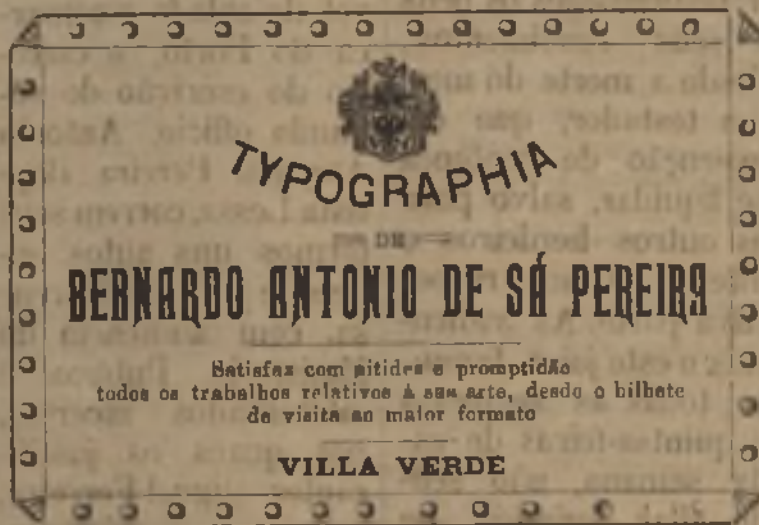 TYPOGRAPHIA
DE
BERNARDO ANTONIO DE SÁ PEREIRA
Satisfaz com nitidez e promptidão
todos os trabalhos relativos á sua arte, desde o bilhete
de visita ao maior formato
VILLA VERDE